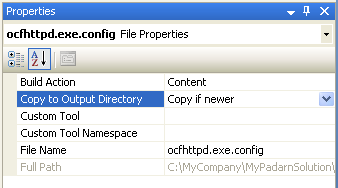 Properties
ocfhttpd.exe.config File Properties
Build Action Content
Copy to Output Directory Copy if newer
Custom Tool
Custom Tool Namespace
File Name ocfhttpd.exe.config
Full Path C:\MyCompany\MyPadarnSolution\